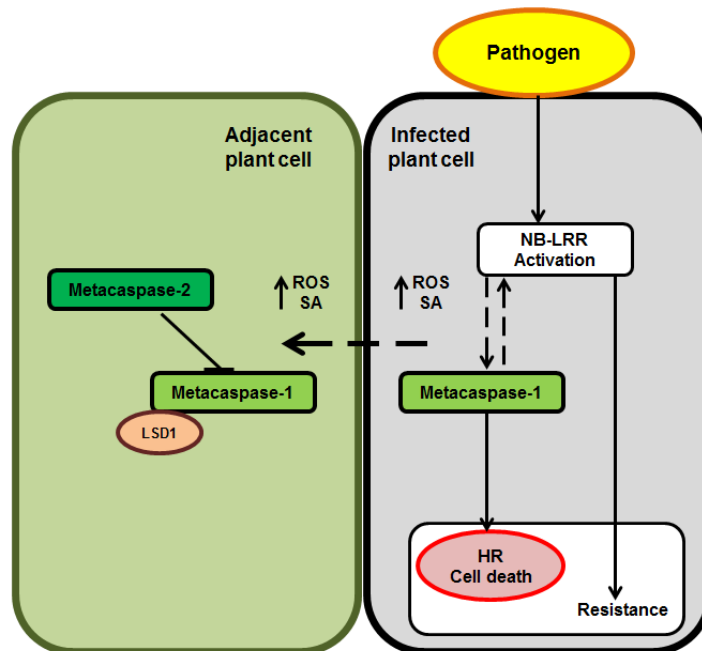 Pathogen
Adjacent
plant cell
Infected
plant cell
NB-LRR
Activation
Metacaspase-2
ROS
SA
ROS
SA
Metacaspase-1
LSD1
Metacaspase-1
HR
Cell death
Resistance